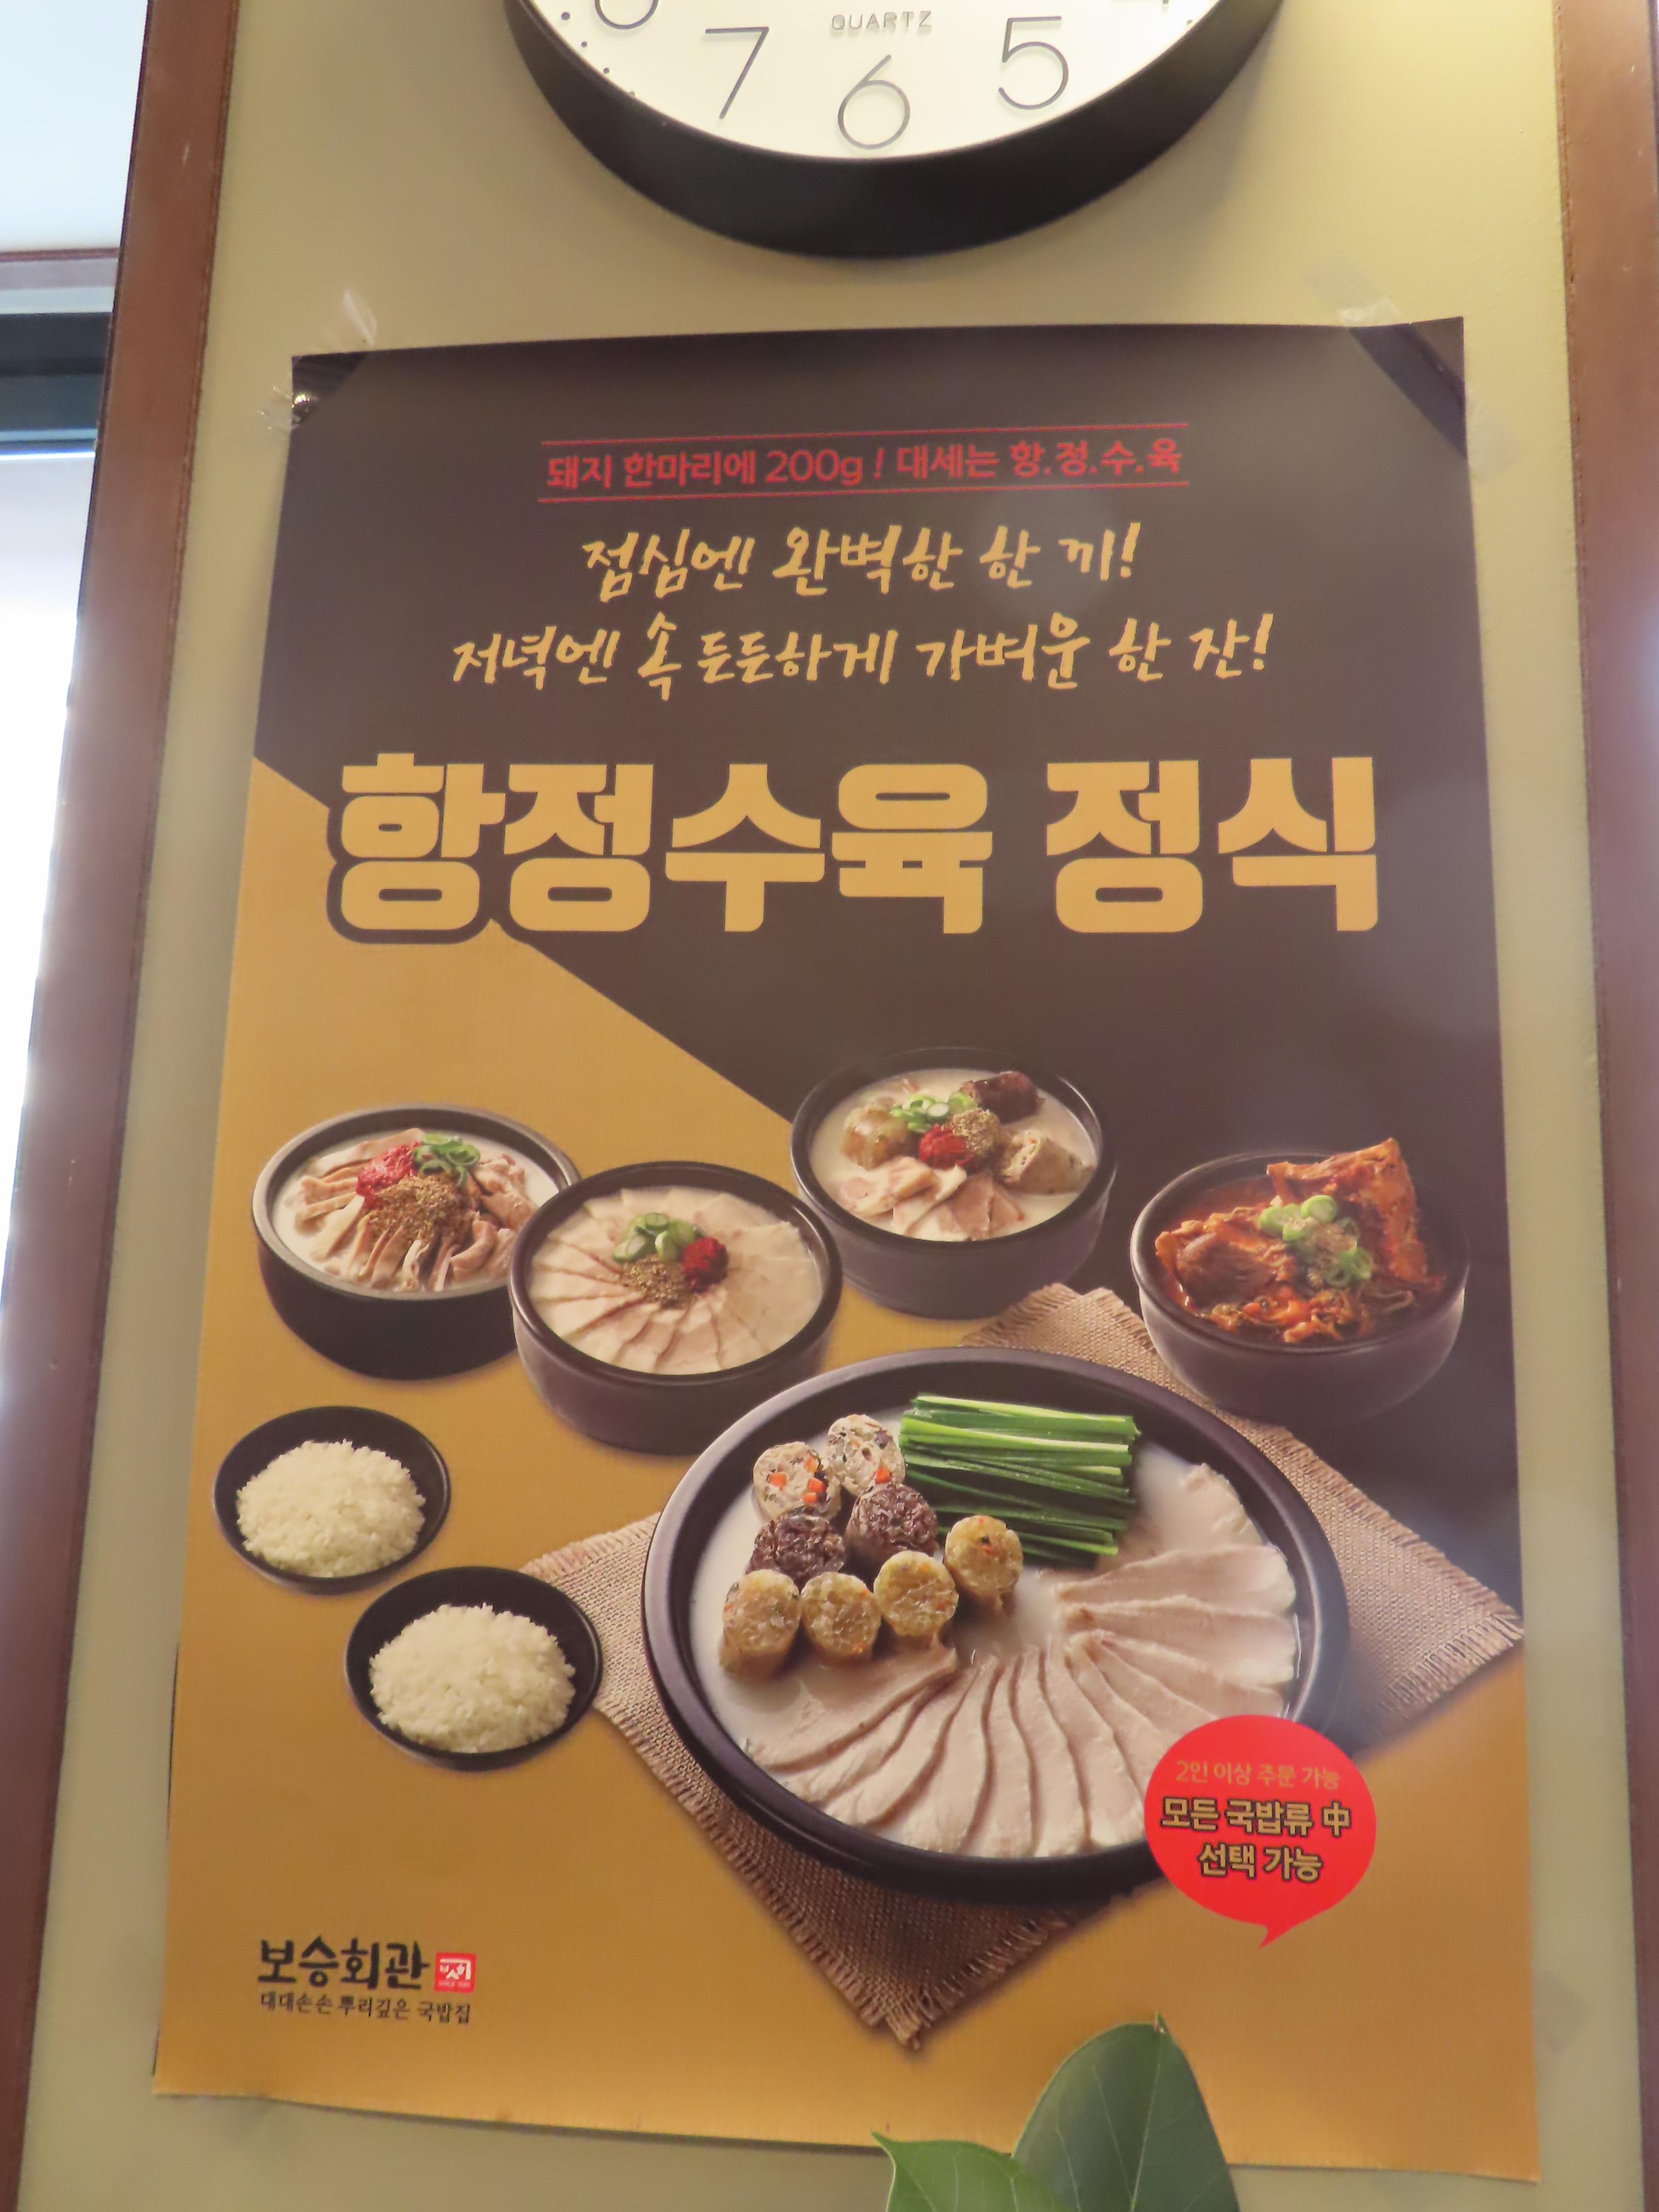 QUARTZ
7 6 5
돼지 한마리에 200g! 대세는 항.정.수.육
점심엔 완벽한 한 끼!
저녁엔 속 든든하게 가벼운 한 잔!
항정수육 정식
2인 이상 주문 가능
모든 국밥류 中
선택 가능
보승회관
대대손손 뿌리깊은 국밥집